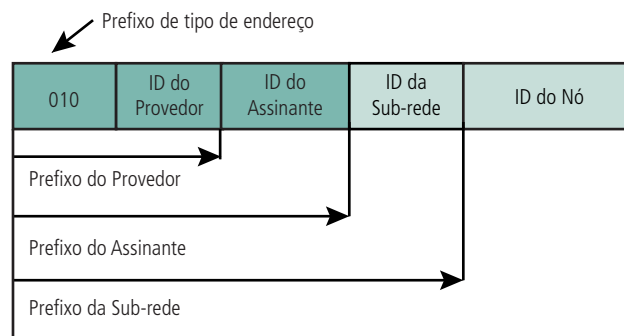 Prefixo de tipo de endereço
010
ID do
Provedor
ID do
Assinante
ID da
Sub-rede
ID do Nó
Prefixo do Provedor
Prefixo do Assinante
Prefixo da Sub-rede